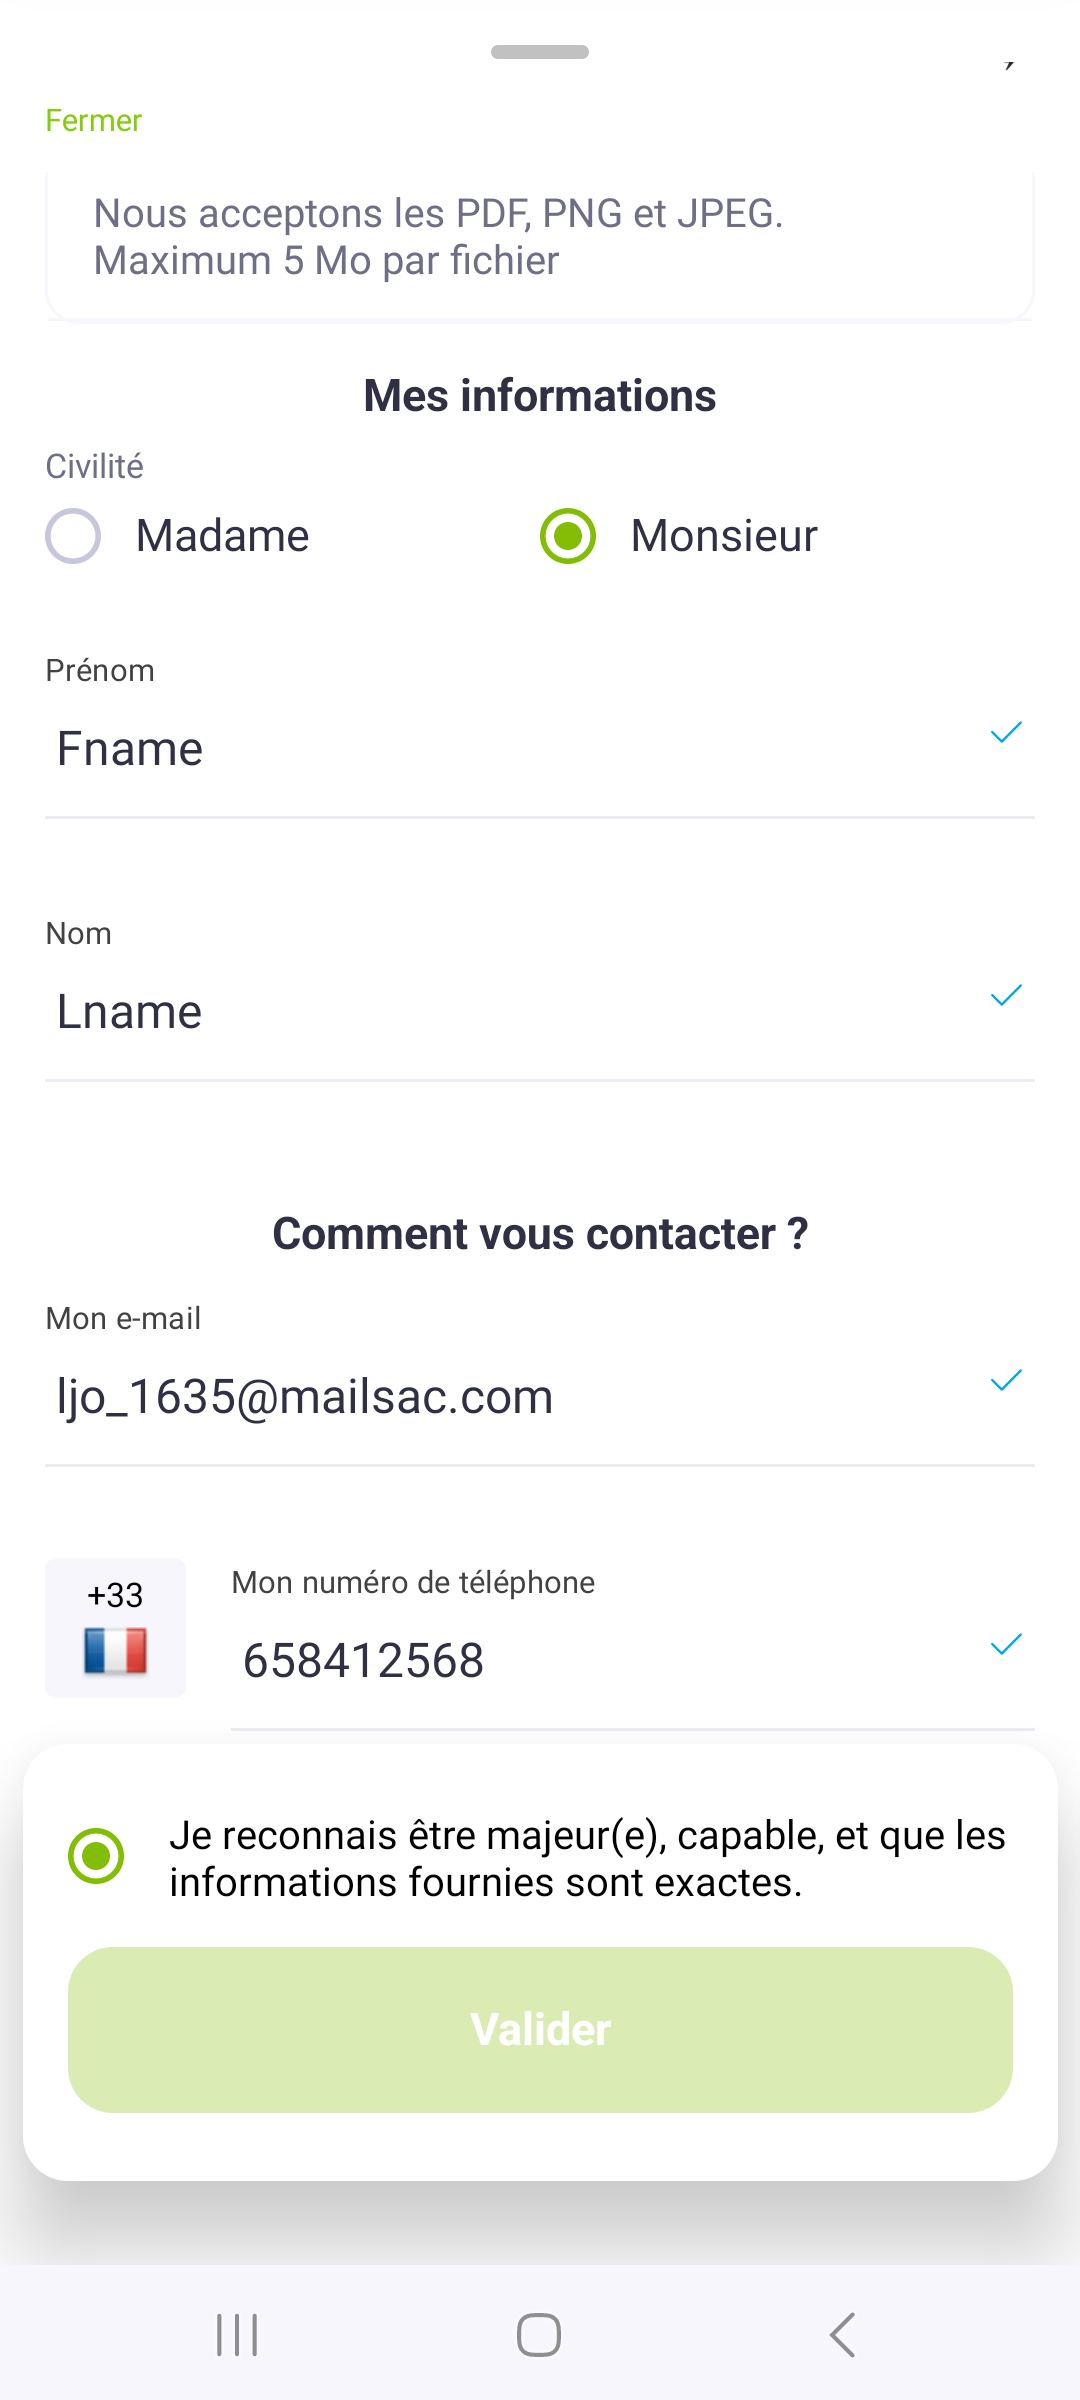 Fermer
Nous acceptons les PDF, PNG et JPEG.
Maximum 5 Mo par fichier
Mes informations
Civilité
Madame
Monsieur
Prénom
Fname
Nom
Lname
Comment vous contacter ?
Mon e-mail
ljo_1635@mailsac.com
+33
Mon numéro de téléphone
658412568
Je reconnais être majeur(e), capable, et que les
informations fournies sont exactes.
Valider